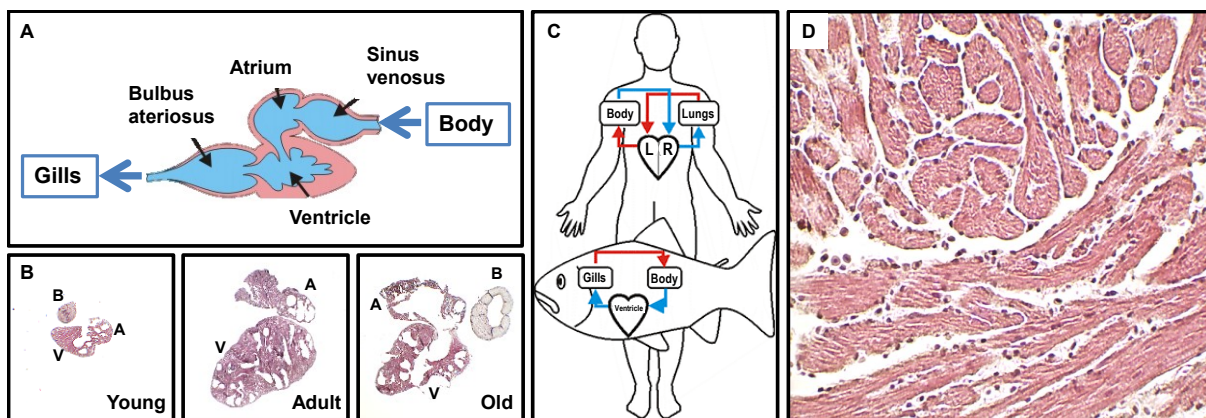 A
Atrium
Sinus
venosus
Bulbus
ateriosus
Body
Gills
Ventricle
B
B
A
V
Young
A
V
Adult
B
A
V
Old
C
Body
Lungs
L R
Gills
Body
Ventricle
D